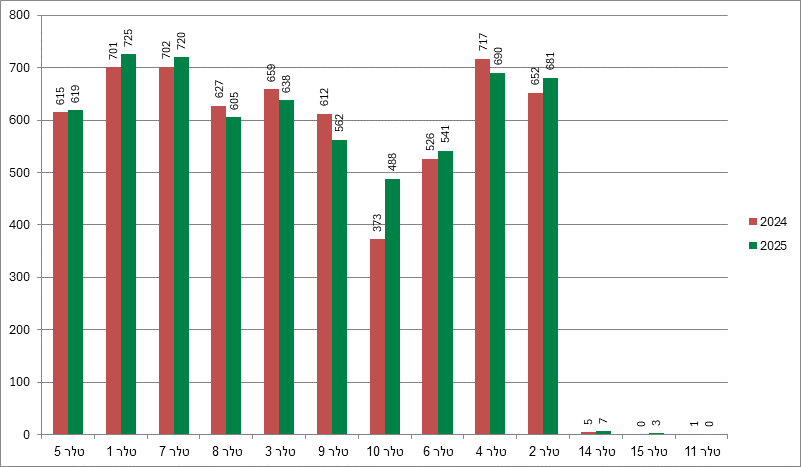 800
700
600
500
400
300
200
100
0
615 619
701 725
702 720
627 605
659 638
612 562
373 488
526 541
717 690
652 681
5 7
0 3
1 0
טלר 5
טלר 1
טלר 7
טלר 8
טלר 3
טלר 9
טלר 10
טלר 6
טלר 4
טלר 2
טלר 14
טלר 15
טלר 11
2024
2025